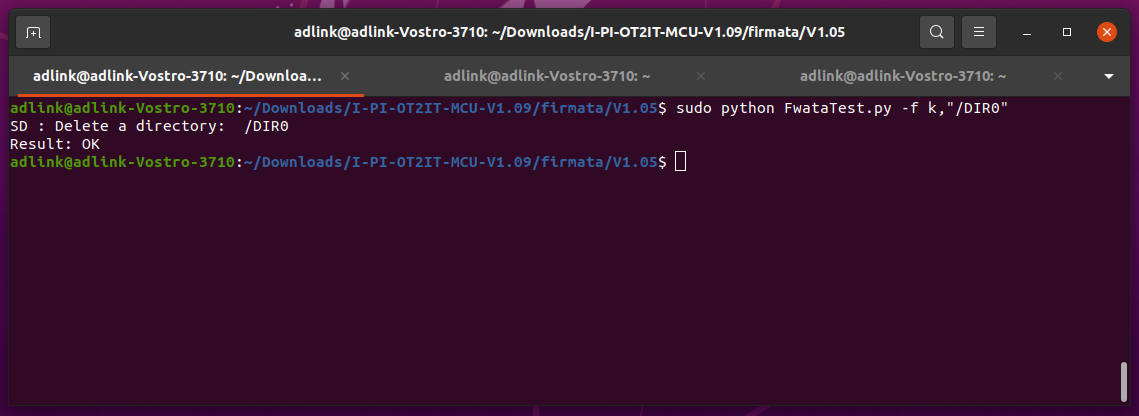 adlink@adlink-Vostro-3710: ~/Downloads/I-PI-OT2IT-MCU-V1.09/firmata/V1.05
adlink@adlink-Vostro-3710: ~/Downloa...
adlink@adlink-Vostro-3710: ~
adlink@adlink-Vostro-3710: ~
adlink@adlink-Vostro-3710:~/Downloads/I-PI-OT2IT-MCU-V1.09/firmata/V1.05$ sudo python FwataTest.py -f k,"/DIR0"
SD : Delete a directory:  /DIR0
Result: OK
adlink@adlink-Vostro-3710:~/Downloads/I-PI-OT2IT-MCU-V1.09/firmata/V1.05$